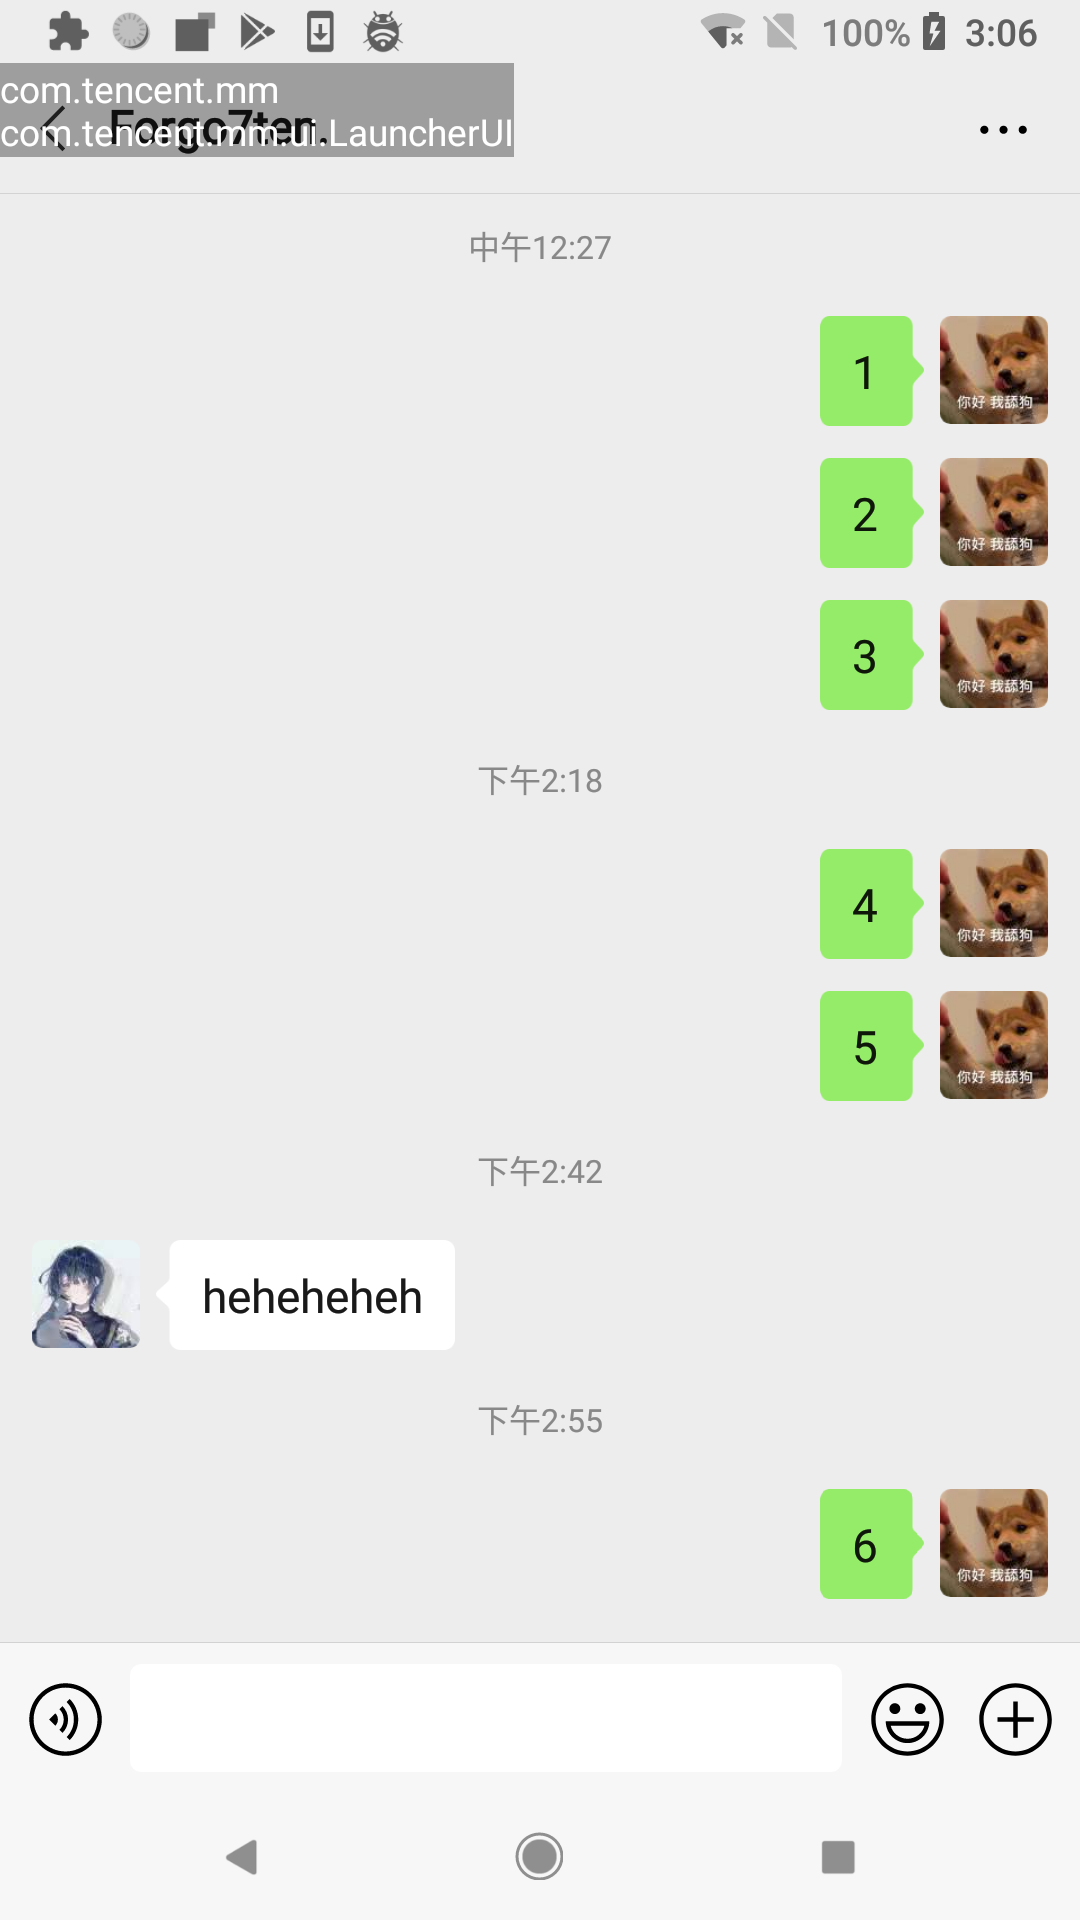 100% 3:06
com.tencent.mm
Forgo7ten.
com.tencent.mm.ui.LauncherUI
中午12:27
1
你好 我舔狗
2
你好 我舔狗
3
你好 我舔狗
下午2:18
4
你好 我舔狗
5
你好 我舔狗
下午2:42
heheheheh
下午2:55
6
你好 我舔狗